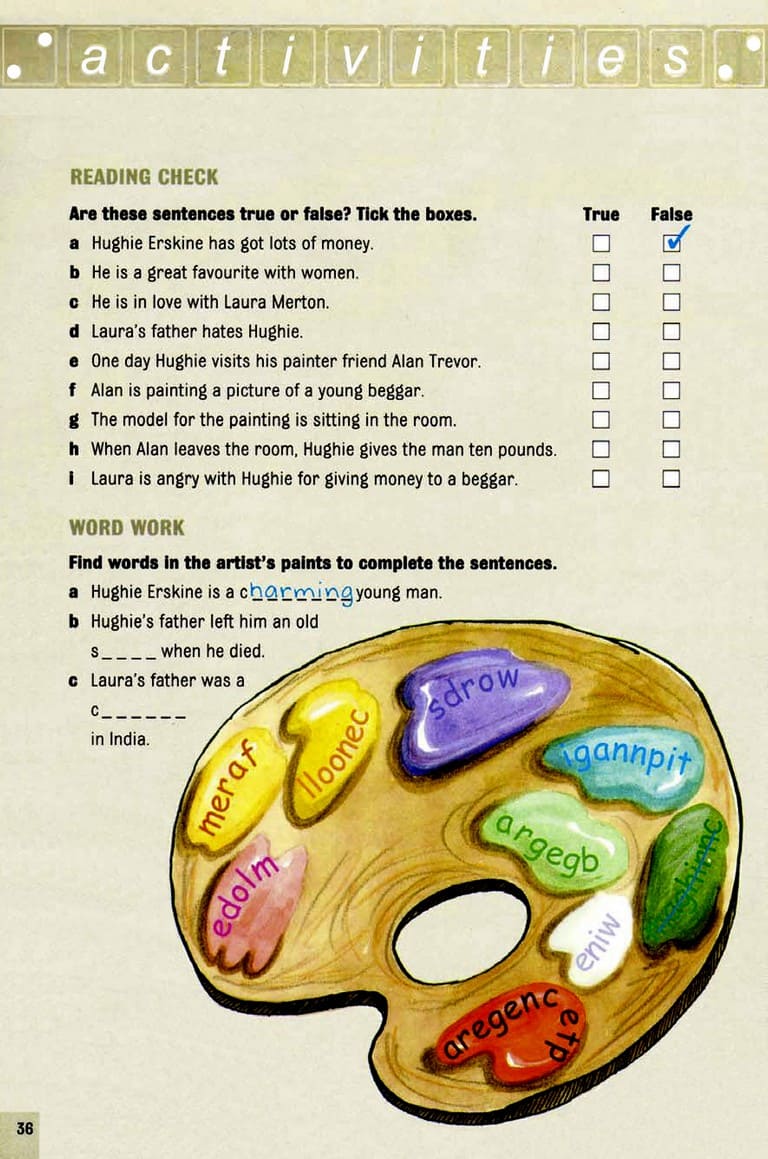 activities
READING CHECK
Are these sentences true or false? Tick the boxes. True False
a Hughie Erskine has got lots of money.
b He is a great favourite with women.
c He is in love with Laura Merton.
d Laura's father hates Hughie.
e One day Hughie visits his painter friend Alan Trevor.
f Alan is painting a picture of a young beggar.
g The model for the painting is sitting in the room.
h When Alan leaves the room, Hughie gives the man ten pounds.
i Laura is angry with Hughie for giving money to a beggar.
WORD WORK
Find words in the artist's paints to complete the sentences.
a Hughie Erskine is a charming young man.
b Hughie's father left him an old
s____ when he died.
c Laura's father was a
c______
in India.
sdrow
lloonec
meraf
igannpit
argegb
edolm
wine
aregenc
etp
36